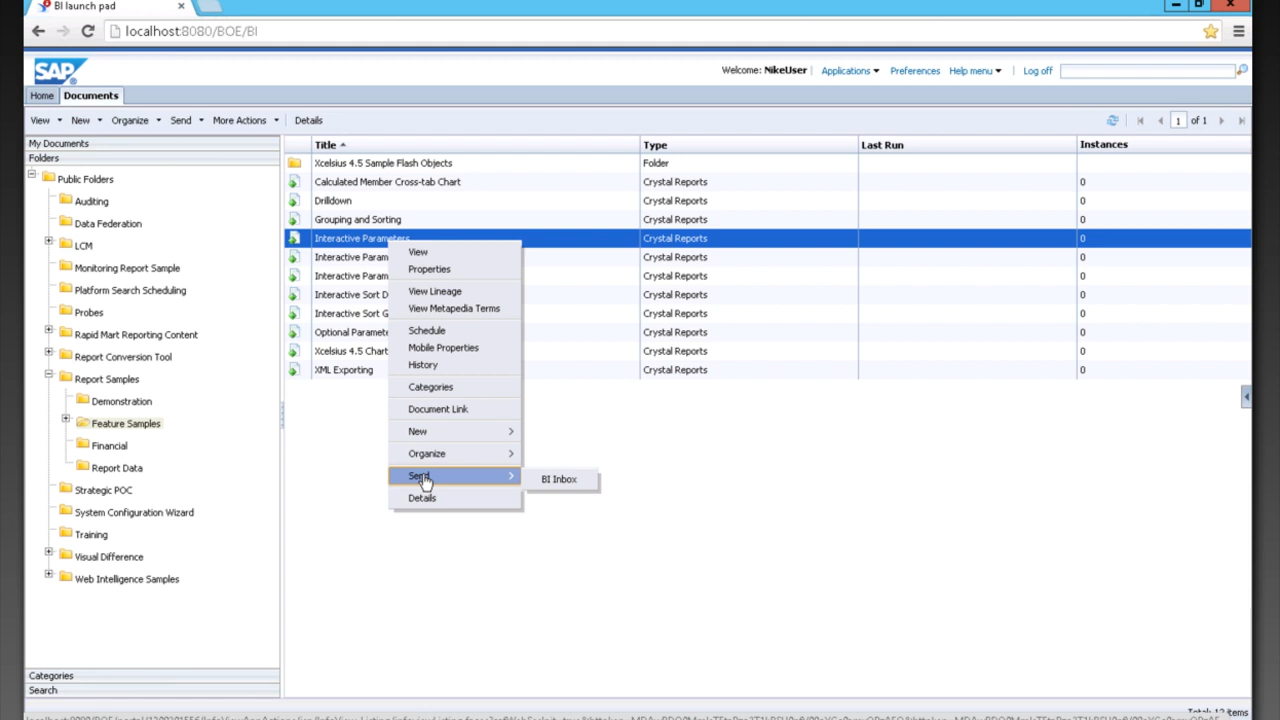 BI launch pad
localhost:8080/BOE/BI
SAP
Welcome: NikeUser Applications Preferences Help menu Log off
Home Documents
View New Organize Send More Actions Details 1 of 1
My Documents
Folders
Public Folders
Auditing
Data Federation
LCM
Monitoring Report Sample
Platform Search Scheduling
Probes
Rapid Mart Reporting Content
Report Conversion Tool
Report Samples
Demonstration
Feature Samples
Financial
Report Data
Strategic POC
System Configuration Wizard
Training
Visual Difference
Web Intelligence Samples
Categories
Search
Title Type Last Run Instances
Xcelsius 4.5 Sample Flash Objects Folder
Calculated Member Cross-tab Chart Crystal Reports 0
Drilldown Crystal Reports 0
Grouping and Sorting Crystal Reports 0
Interactive Parameters Crystal Reports 0
Interactive Param Crystal Reports 0
Interactive Param Crystal Reports 0
Interactive Sort D Crystal Reports 0
Interactive Sort G Crystal Reports 0
Optional Paramete Crystal Reports 0
Xcelsius 4.5 Chart Crystal Reports 0
XML Exporting Crystal Reports 0
View
Properties
View Lineage
View Metapedia Terms
Schedule
Mobile Properties
History
Categories
Document Link
New
Organize
Send
BI Inbox
Details
Total: 12 items